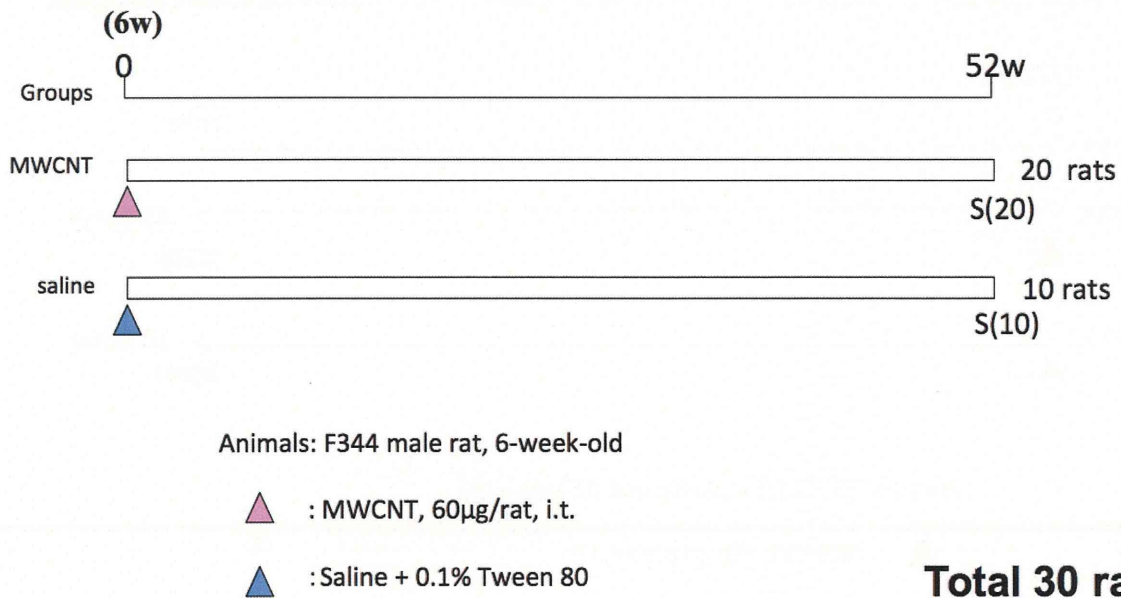 (6w)
0 52w
Groups
MWCNT 20 rats
S(20)
saline 10 rats
S(10)
Animals: F344 male rat, 6-week-old
: MWCNT, 60µg/rat, i.t.
: Saline + 0.1% Tween 80
Total 30